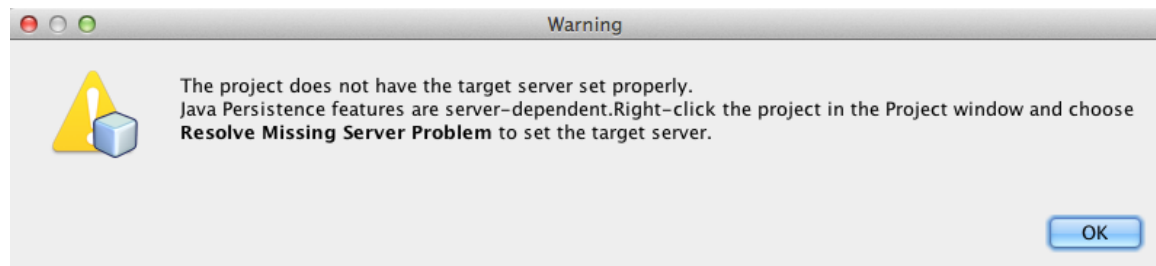 Warning
The project does not have the target server set properly.
Java Persistence features are server-dependent.Right-click the project in the Project window and choose
Resolve Missing Server Problem to set the target server.
OK